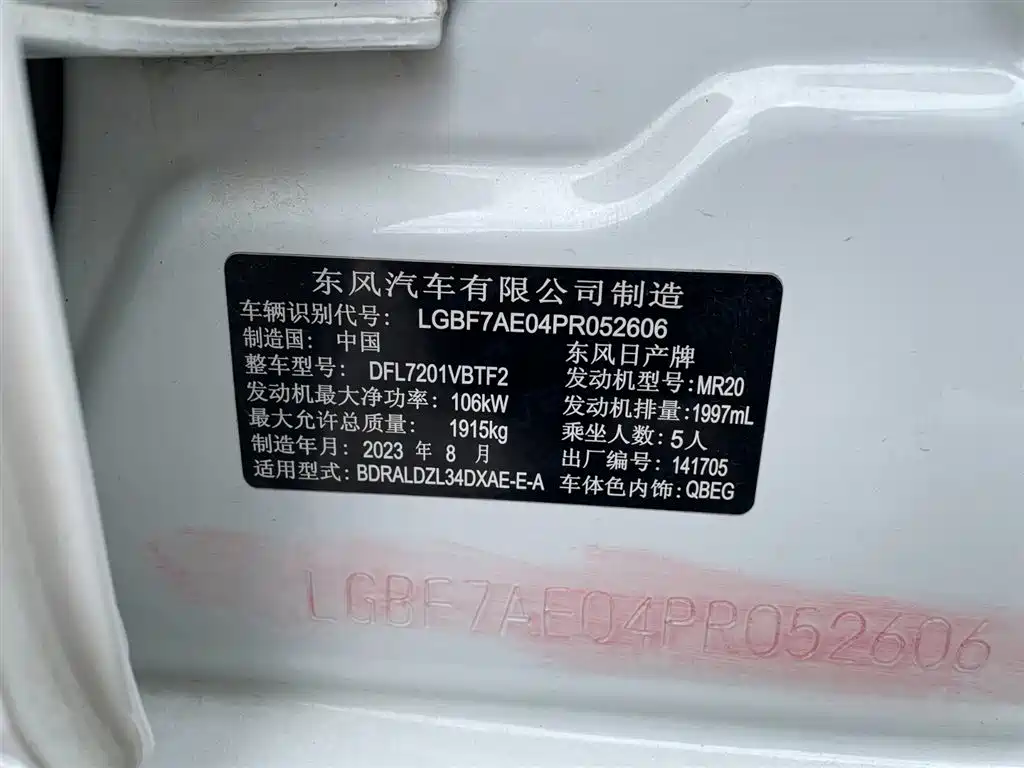 东风汽车有限公司制造
车辆识别代号: LGBF7AE04PR052606
制造国: 中国 东风日产牌
整车型号: DFL7201VBTF2 发动机型号:MR20
发动机最大净功率: 106kW 发动机排量:1997mL
最大允许总质量: 1915kg 乘坐人数:5人
制造年月: 2023 年 8 月 出厂编号: 141705
适用型式: BDRALDZL34DXAE-E-A 车体色内饰:QBEG
LGBF7AE04PR052606